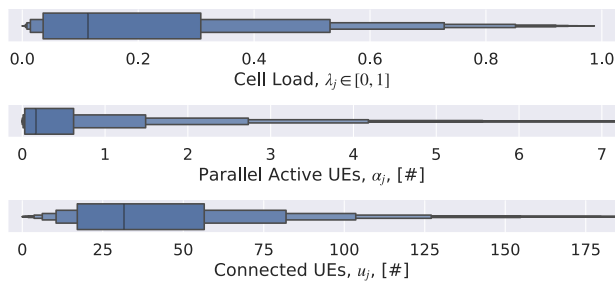 0.0 0.2 0.4 0.6 0.8 1.0
Cell Load, λj∈[0, 1]
0 1 2 3 4 5 6 7
Parallel Active UEs, αj, [#]
0 25 50 75 100 125 150 175
Connected UEs, uj, [#]